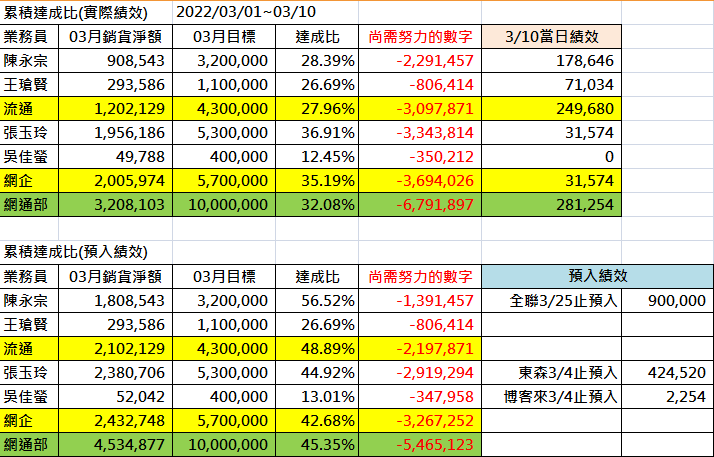 累積達成比(實際績效) 2022/03/01~03/10
業務員 03月銷貨淨額 03月目標 達成比 尚需努力的數字 3/10當日績效
陳永宗 908,543 3,200,000 28.39% -2,291,457 178,646
王瑲賢 293,586 1,100,000 26.69% -806,414 71,034
流通 1,202,129 4,300,000 27.96% -3,097,871 249,680
張玉玲 1,956,186 5,300,000 36.91% -3,343,814 31,574
吳佳螢 49,788 400,000 12.45% -350,212 0
網企 2,005,974 5,700,000 35.19% -3,694,026 31,574
網通部 3,208,103 10,000,000 32.08% -6,791,897 281,254
累積達成比(預入績效)
業務員 03月銷貨淨額 03月目標 達成比 尚需努力的數字 預入績效
陳永宗 1,808,543 3,200,000 56.52% -1,391,457 全聯3/25止預入 900,000
王瑲賢 293,586 1,100,000 26.69% -806,414
流通 2,102,129 4,300,000 48.89% -2,197,871
張玉玲 2,380,706 5,300,000 44.92% -2,919,294 東森3/4止預入 424,520
吳佳螢 52,042 400,000 13.01% -347,958 博客來3/4止預入 2,254
網企 2,432,748 5,700,000 42.68% -3,267,252
網通部 4,534,877 10,000,000 45.35% -5,465,123